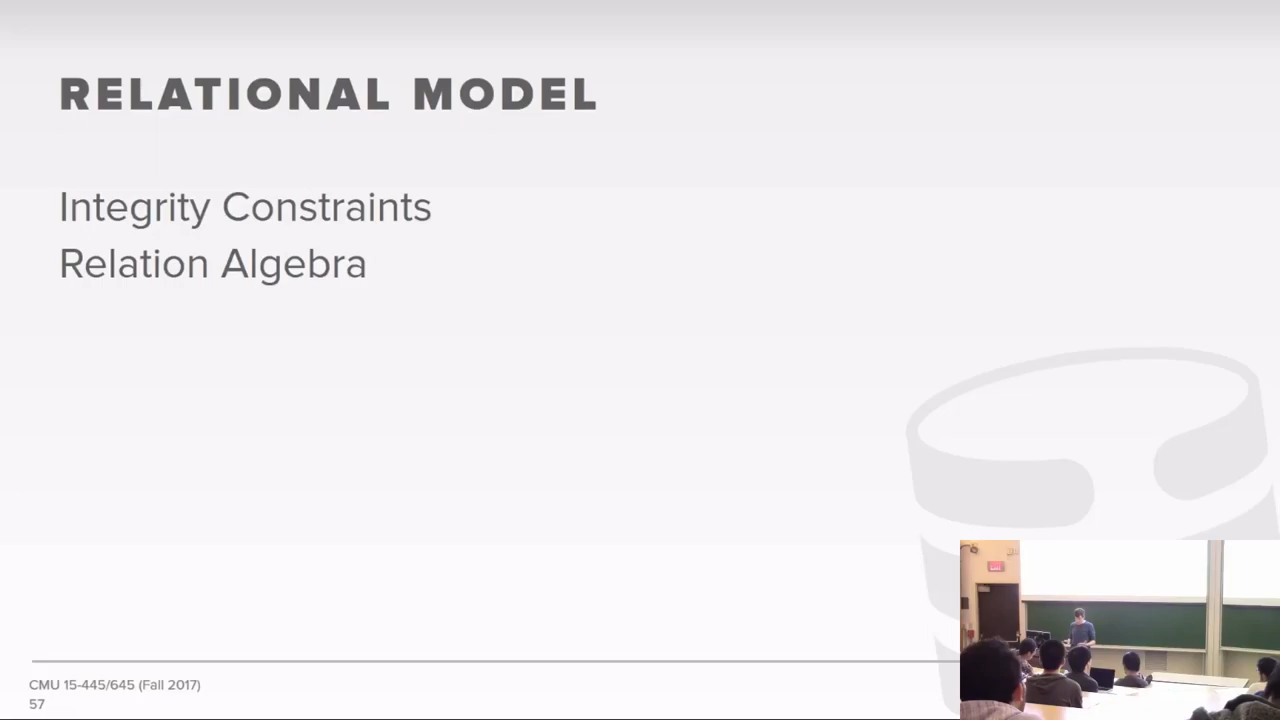 RELATIONAL MODEL
Integrity Constraints
Relation Algebra
CMU 15-445/645 (Fall 2017)
57